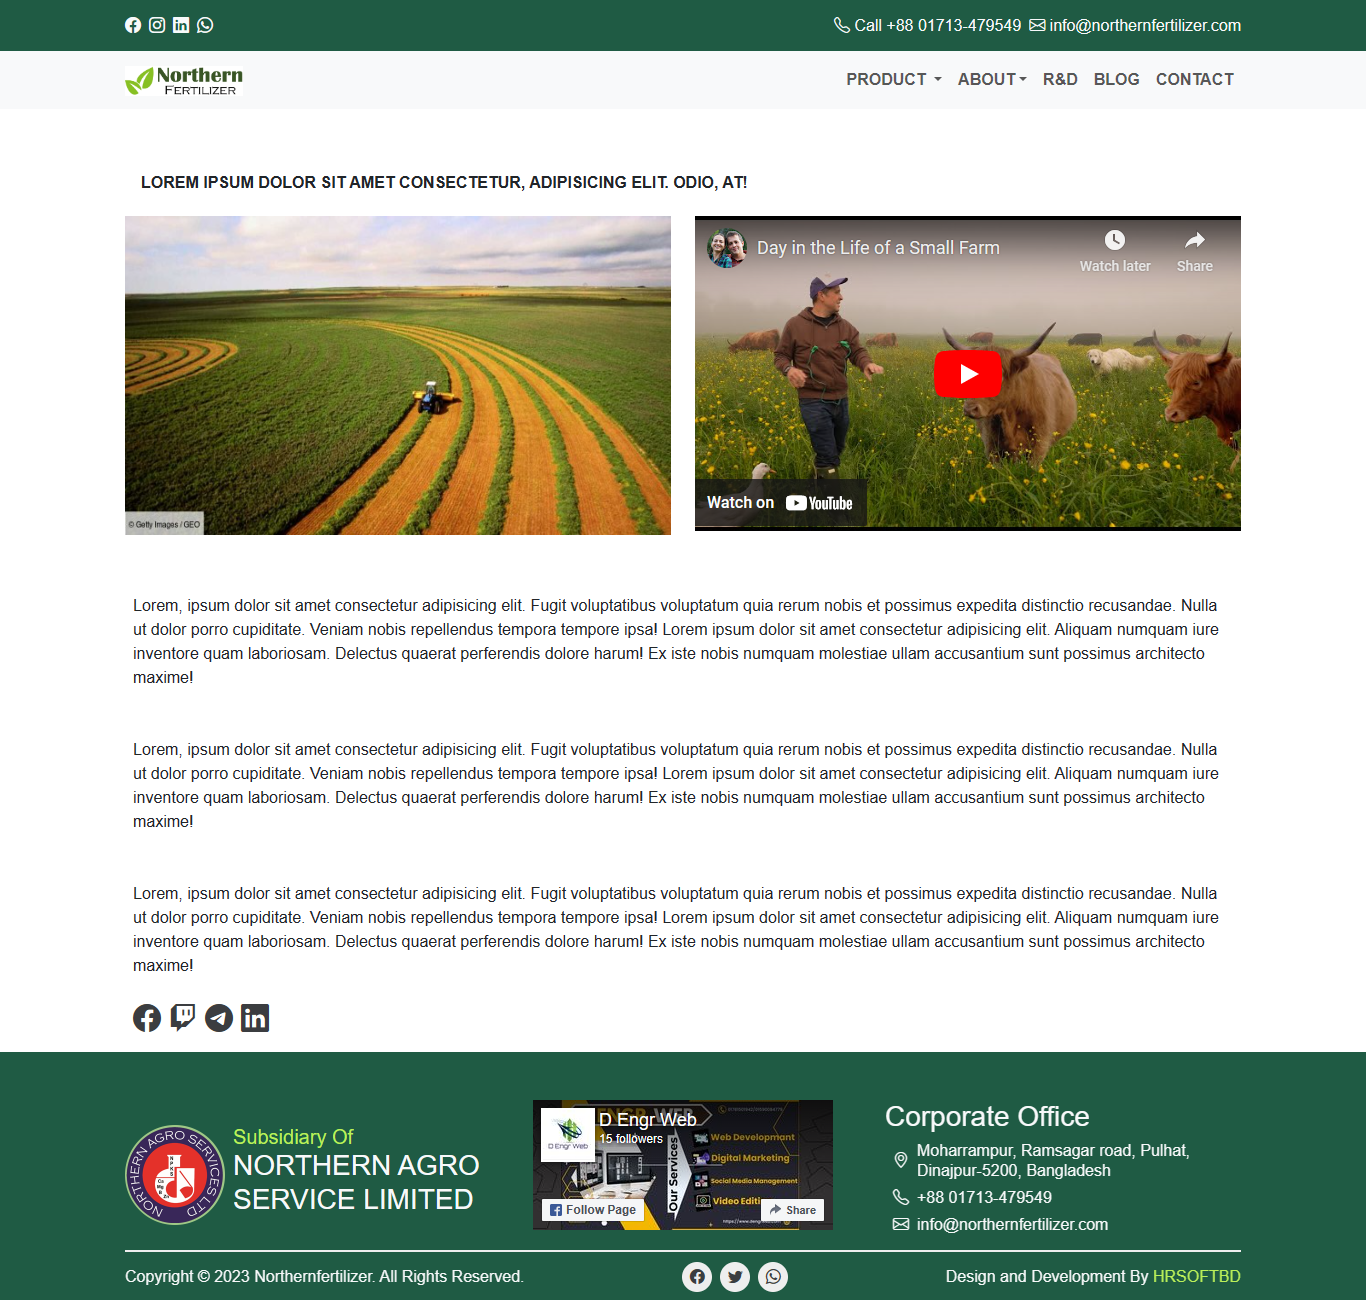 Call +88 01713-479549 info@northernfertilizer.com
Northern
FERTILIZER
PRODUCT ABOUT R&D BLOG CONTACT
LOREM IPSUM DOLOR SIT AMET CONSECTETUR, ADIPISICING ELIT. ODIO, AT!
© Getty Images / GEO
Day in the Life of a Small Farm
Watch later
Share
Watch on YouTube
Lorem, ipsum dolor sit amet consectetur adipisicing elit. Fugit voluptatibus voluptatum quia rerum nobis et possimus expedita distinctio recusandae. Nulla
ut dolor porro cupiditate. Veniam nobis repellendus tempora tempore ipsa! Lorem ipsum dolor sit amet consectetur adipisicing elit. Aliquam numquam iure
inventore quam laboriosam. Delectus quaerat perferendis dolore harum! Ex iste nobis numquam molestiae ullam accusantium sunt possimus architecto
maxime!
Lorem, ipsum dolor sit amet consectetur adipisicing elit. Fugit voluptatibus voluptatum quia rerum nobis et possimus expedita distinctio recusandae. Nulla
ut dolor porro cupiditate. Veniam nobis repellendus tempora tempore ipsa! Lorem ipsum dolor sit amet consectetur adipisicing elit. Aliquam numquam iure
inventore quam laboriosam. Delectus quaerat perferendis dolore harum! Ex iste nobis numquam molestiae ullam accusantium sunt possimus architecto
maxime!
Lorem, ipsum dolor sit amet consectetur adipisicing elit. Fugit voluptatibus voluptatum quia rerum nobis et possimus expedita distinctio recusandae. Nulla
ut dolor porro cupiditate. Veniam nobis repellendus tempora tempore ipsa! Lorem ipsum dolor sit amet consectetur adipisicing elit. Aliquam numquam iure
inventore quam laboriosam. Delectus quaerat perferendis dolore harum! Ex iste nobis numquam molestiae ullam accusantium sunt possimus architecto
maxime!
NORTHERN AGRO SERVICES LTD
Subsidiary Of
NORTHERN AGRO
SERVICE LIMITED
D Engr Web
D Engr Web
15 followers
Our Services
Web Development
Digital Marketing
Social Media Management
Video Editi
Follow Page
Share
https://www.dengrweb.com
Corporate Office
Moharrampur, Ramsagar road, Pulhat,
Dinajpur-5200, Bangladesh
+88 01713-479549
info@northernfertilizer.com
Copyright © 2023 Northernfertilizer. All Rights Reserved.
Design and Development By HRSOFTBD